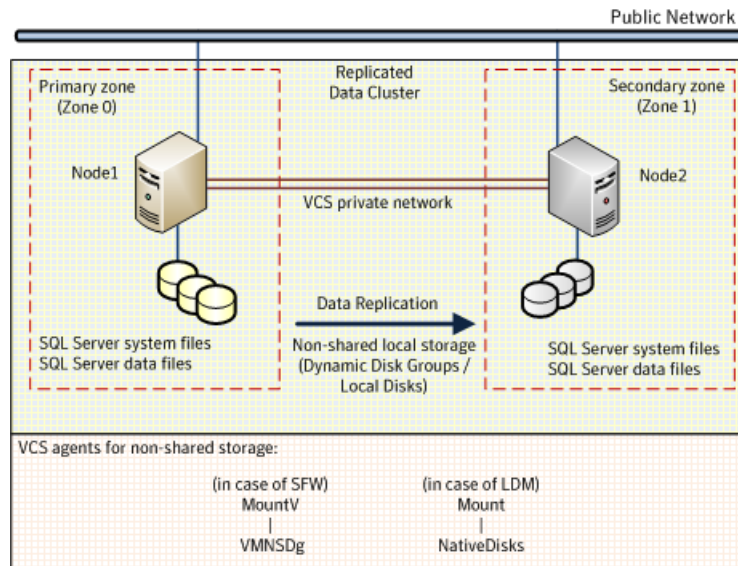 Public Network
Replicated
Data Cluster
Primary zone
(Zone 0)
Secondary zone
(Zone 1)
Node1
Node2
VCS private network
Data Replication
SQL Server system files
SQL Server data files
Non-shared local storage
(Dynamic Disk Groups /
Local Disks)
SQL Server system files
SQL Server data files
VCS agents for non-shared storage:
(in case of SFW)
MountV
|
VMNSDg
(in case of LDM)
Mount
|
NativeDisks